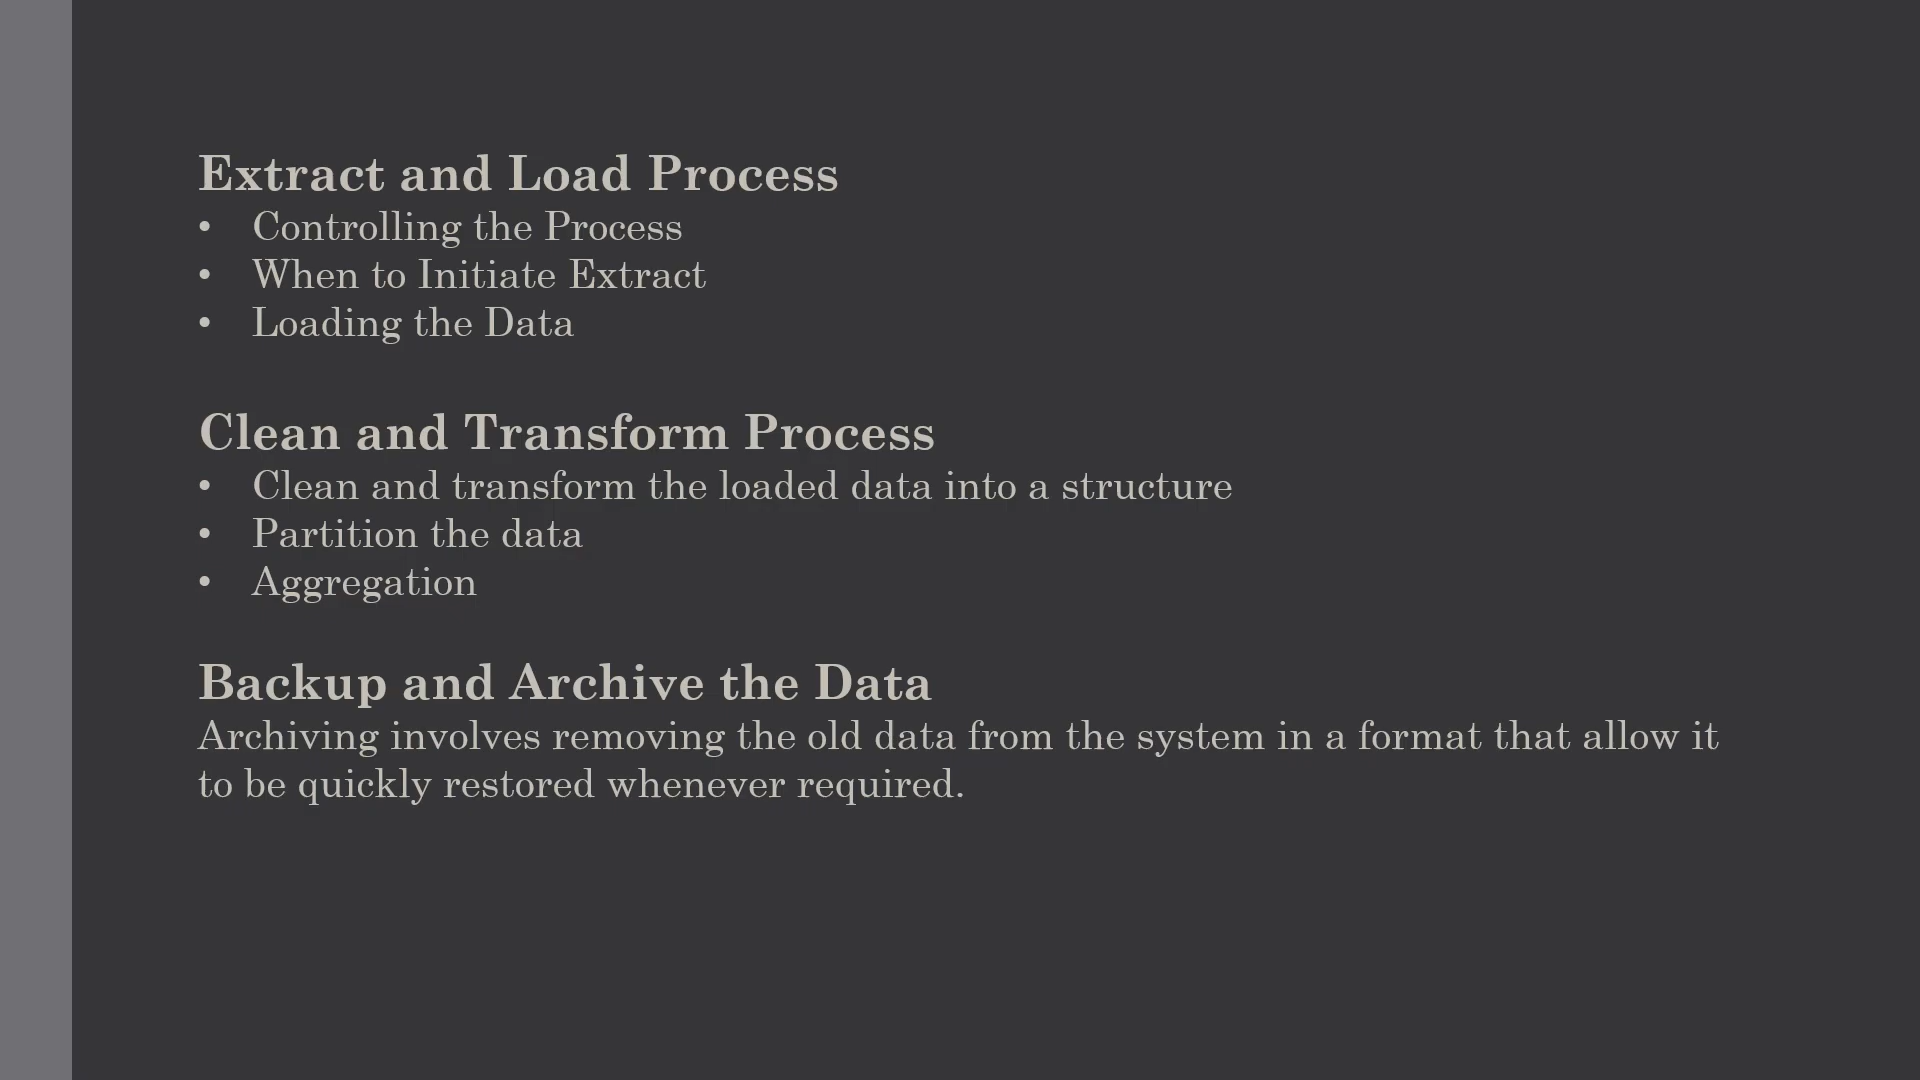 Extract and Load Process
• Controlling the Process
• When to Initiate Extract
• Loading the Data
Clean and Transform Process
• Clean and transform the loaded data into a structure
• Partition the data
• Aggregation
Backup and Archive the Data
Archiving involves removing the old data from the system in a format that allow it
to be quickly restored whenever required.